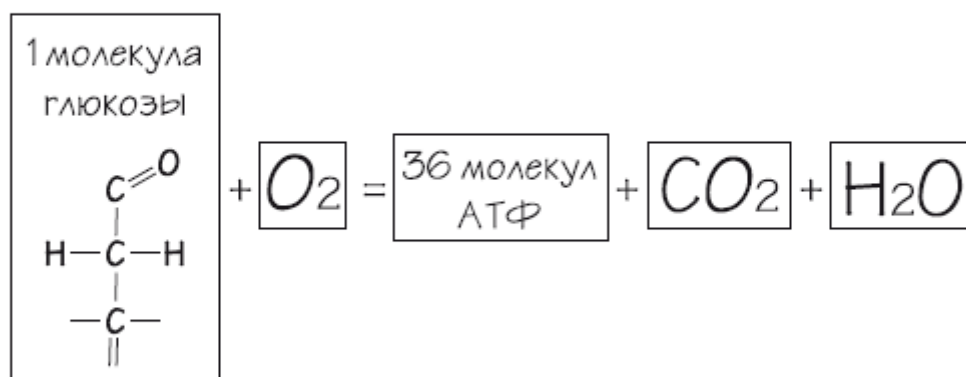 1 молекула
глюкозы
C=O
H—C—H
—C—
+ O2 = 36 молекул АТФ + CO2 + H2O